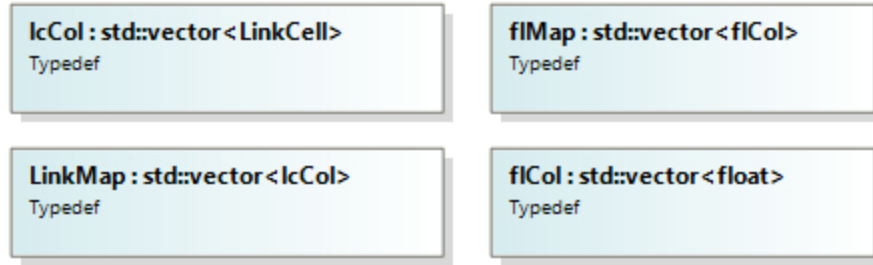 lcCol : std::vector<LinkCell>
Typedef
flMap : std::vector<flCol>
Typedef
LinkMap : std::vector<lcCol>
Typedef
flCol : std::vector<float>
Typedef